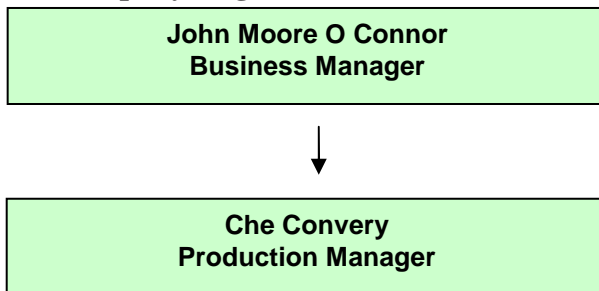 John Moore O Connor
Business Manager
Che Convery
Production Manager